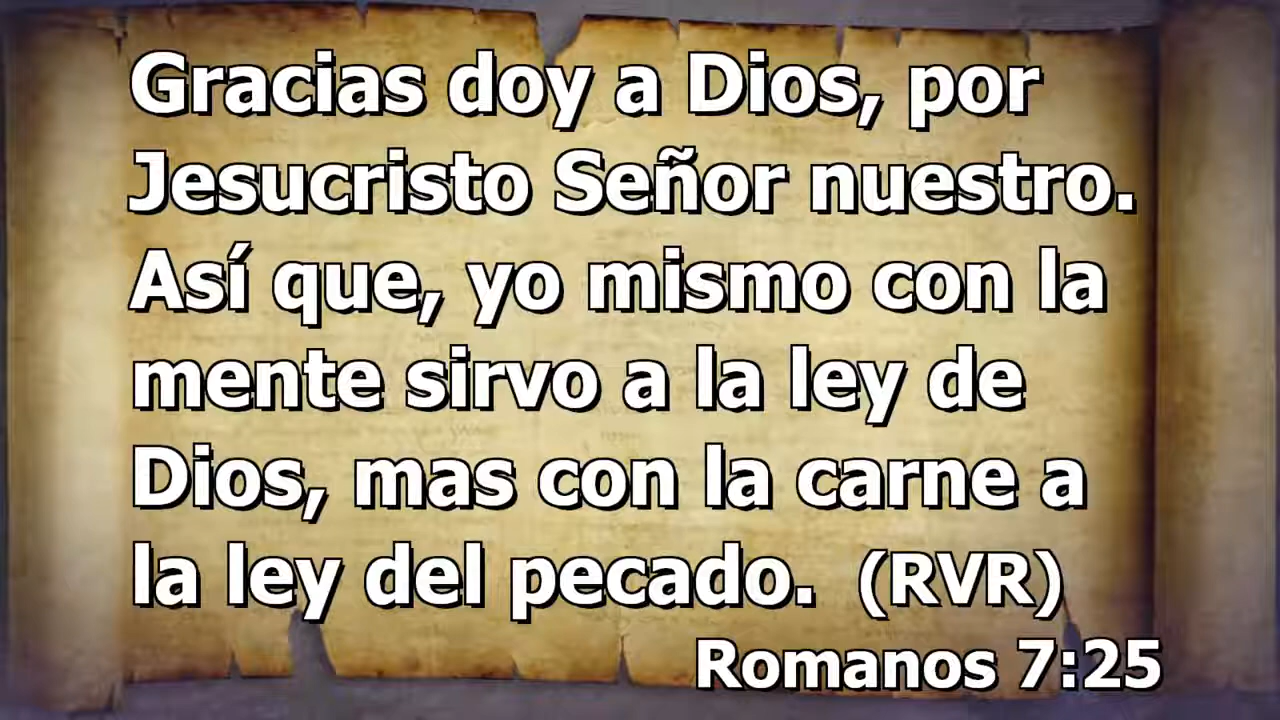 Gracias doy a Dios, por
Jesucristo Señor nuestro.
Así que, yo mismo con la
mente sirvo a la ley de
Dios, mas con la carne a
la ley del pecado. (RVR)
Romanos 7:25